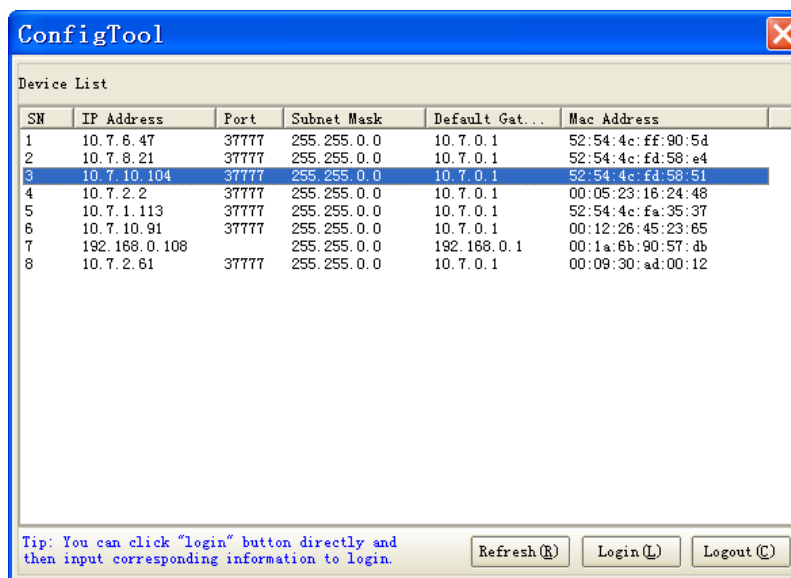 ConfigTool
Device List
SN IP Address Port Subnet Mask Default Gat... Mac Address
1 10.7.6.47 37777 255.255.0.0 10.7.0.1 52:54:4c:ff:90:5d
2 10.7.8.21 37777 255.255.0.0 10.7.0.1 52:54:4c:fd:58:e4
3 10.7.10.104 37777 255.255.0.0 10.7.0.1 52:54:4c:fd:58:51
4 10.7.2.2 37777 255.255.0.0 10.7.0.1 00:05:23:16:24:48
5 10.7.1.113 37777 255.255.0.0 10.7.0.1 52:54:4c:fa:35:37
6 10.7.10.91 37777 255.255.0.0 10.7.0.1 00:12:26:45:23:65
7 192.168.0.108 255.255.0.0 192.168.0.1 00:1a:6b:90:57:db
8 10.7.2.61 37777 255.255.0.0 10.7.0.1 00:09:30:ad:00:12
Tip: You can click "login" button directly and
then input corresponding information to login.
Refresh(R) Login(L) Logout(C)